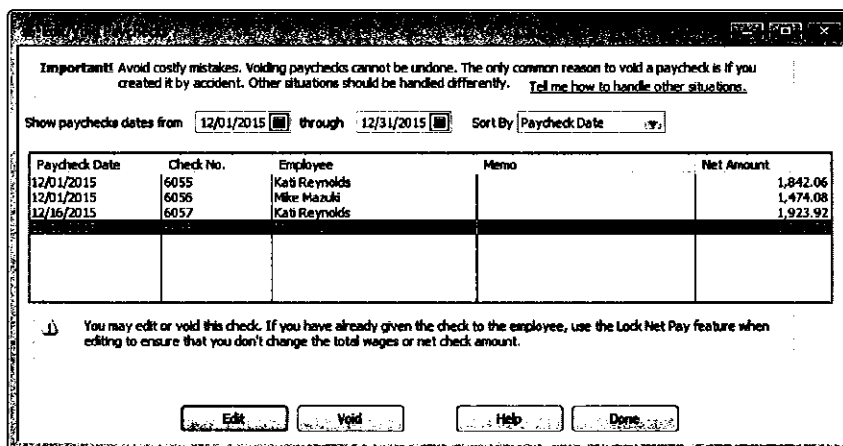 Important! Avoid costly mistakes. Voiding paychecks cannot be undone. The only common reason to void a paycheck is if you
created it by accident. Other situations should be handled differently. Tell me how to handle other situations.
Show paychecks dates from 12/01/2015 through 12/31/2015 Sort By Paycheck Date
Paycheck Date Check No. Employee Memo Net Amount
12/01/2015 6055 Kati Reynolds 1,842.06
12/01/2015 6056 Mike Mazuki 1,474.08
12/16/2015 6057 Kati Reynolds 1,923.92
You may edit or void this check. If you have already given the check to the employee, use the Lock Net Pay feature when
editing to ensure that you don't change the total wages or net check amount.
Edit Void Help Done